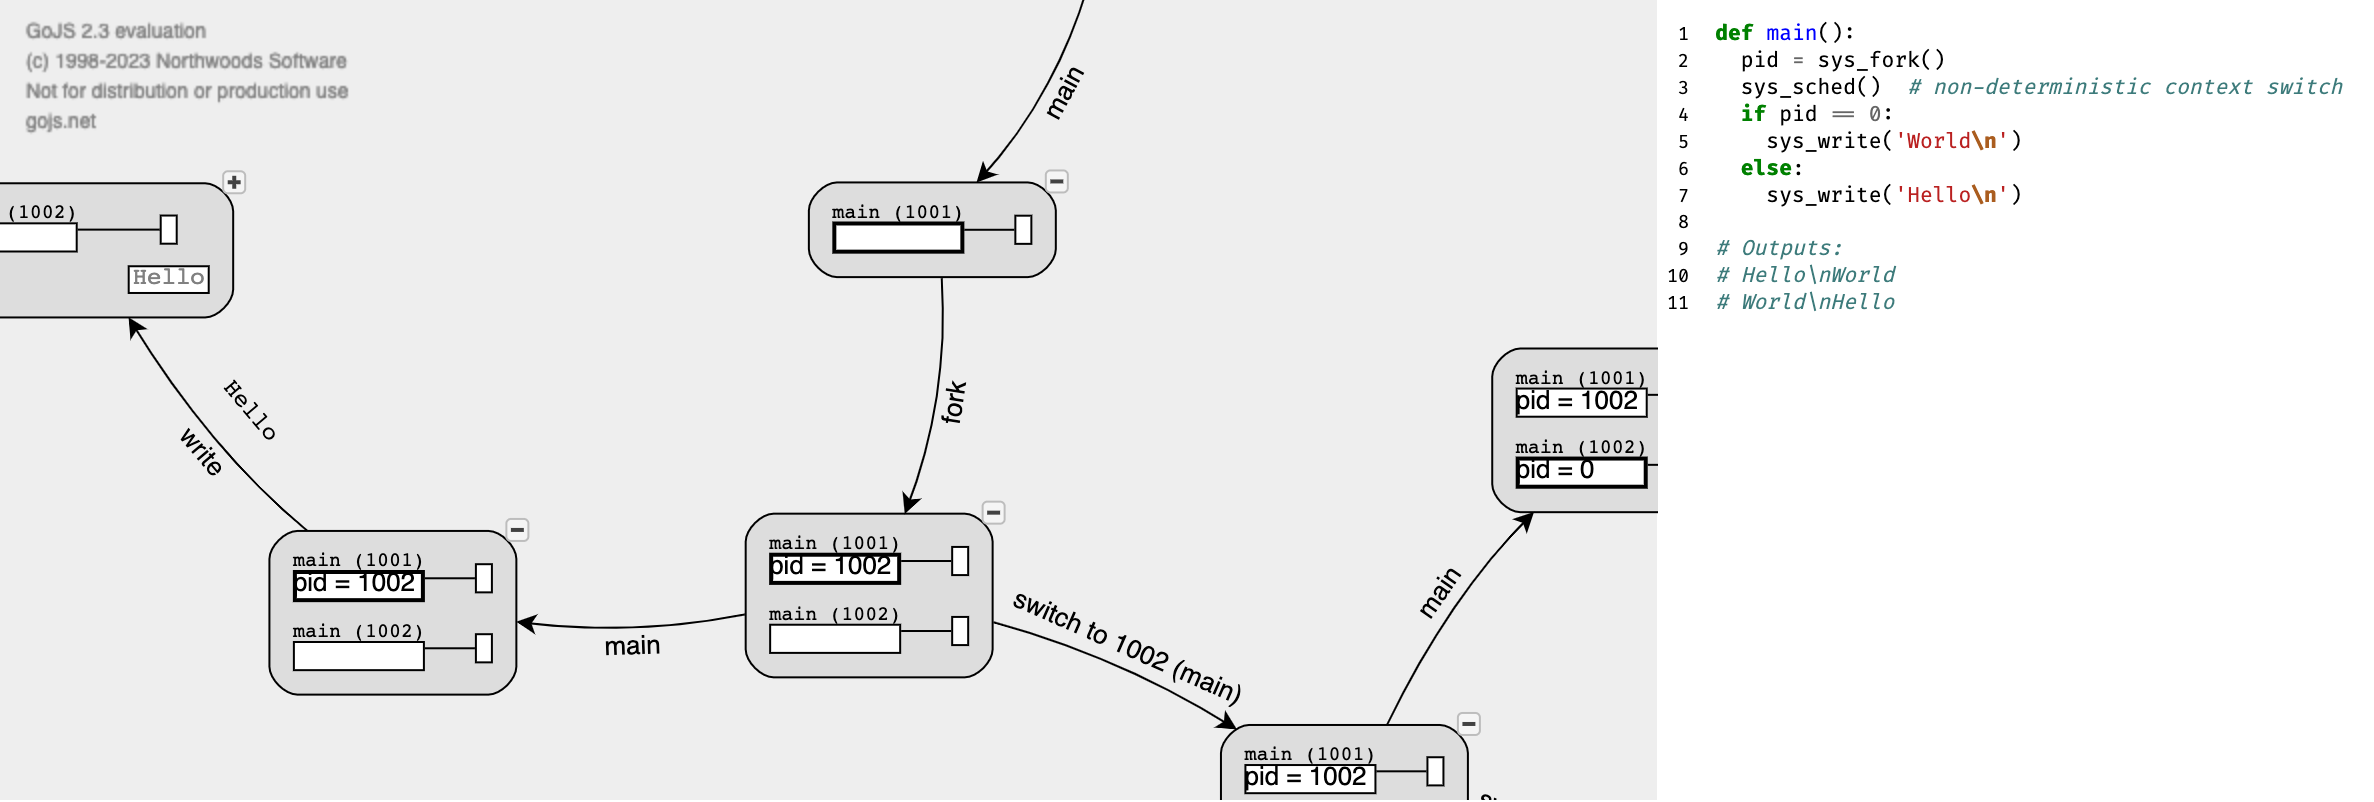 GoJS 2.3 evaluation
(c) 1998-2023 Northwoods Software
Not for distribution or production use
gojs.net
main
(1002)
Hello
main (1001)
Hello
write
fork
main (1001)
pid = 1002
main (1002)
main
main (1001)
pid = 1002
main (1002)
switch to 1002 (main)
main
main (1001)
pid = 1002
main (1002)
pid = 0
main (1001)
pid = 1002
1 def main():
2 pid = sys_fork()
3 sys_sched() # non-deterministic context switch
4 if pid == 0:
5 sys_write('World\n')
6 else:
7 sys_write('Hello\n')
8
9 # Outputs:
10 # Hello\nWorld
11 # World\nHello